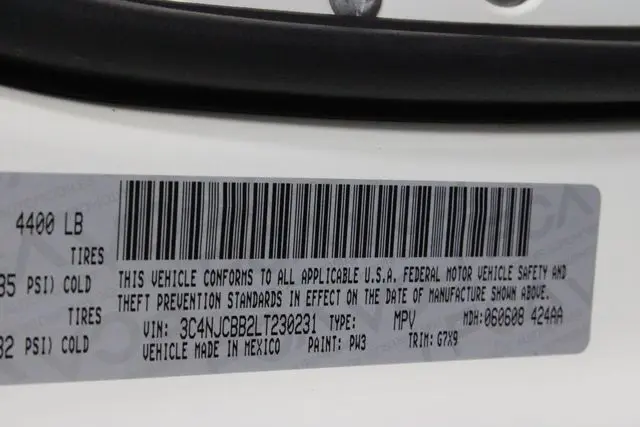 4400 LB
TIRES
35 PSI) COLD
TIRES
32 PSI) COLD
THIS VEHICLE CONFORMS TO ALL APPLICABLE U.S.A. FEDERAL MOTOR VEHICLE SAFETY AND
THEFT PREVENTION STANDARDS IN EFFECT ON THE DATE OF MANUFACTURE SHOWN ABOVE.
VIN: 3C4NJCBB2LT230231 TYPE: MPV MDH: 060608 424AA
VEHICLE MADE IN MEXICO PAINT: PW3 TRIM: G7X9